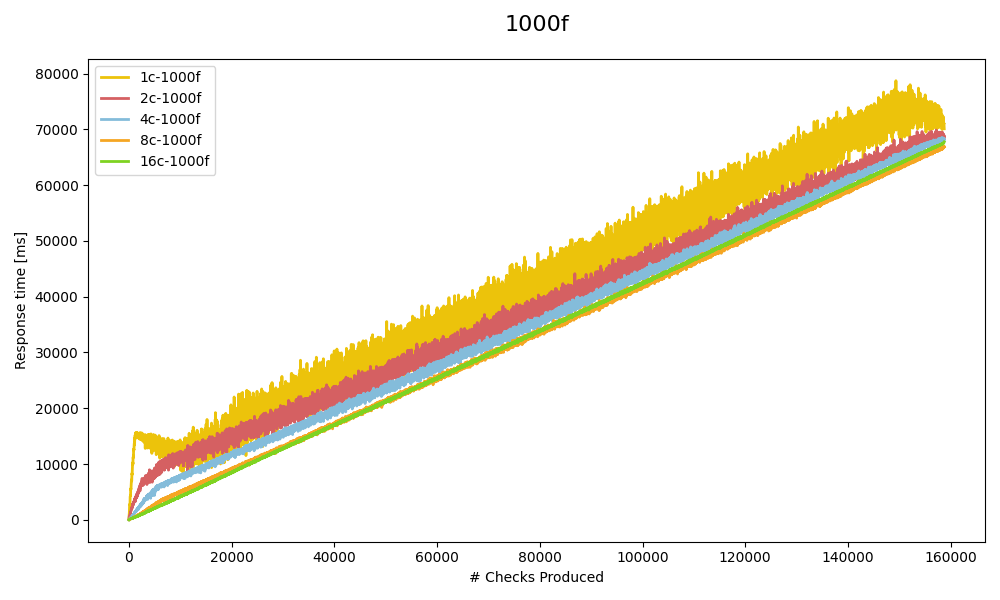 1000f
80000
70000
60000
50000
40000
30000
20000
10000
0
Response time [ms]
1c-1000f
2c-1000f
4c-1000f
8c-1000f
16c-1000f
0 20000 40000 60000 80000 100000 120000 140000 160000
# Checks Produced